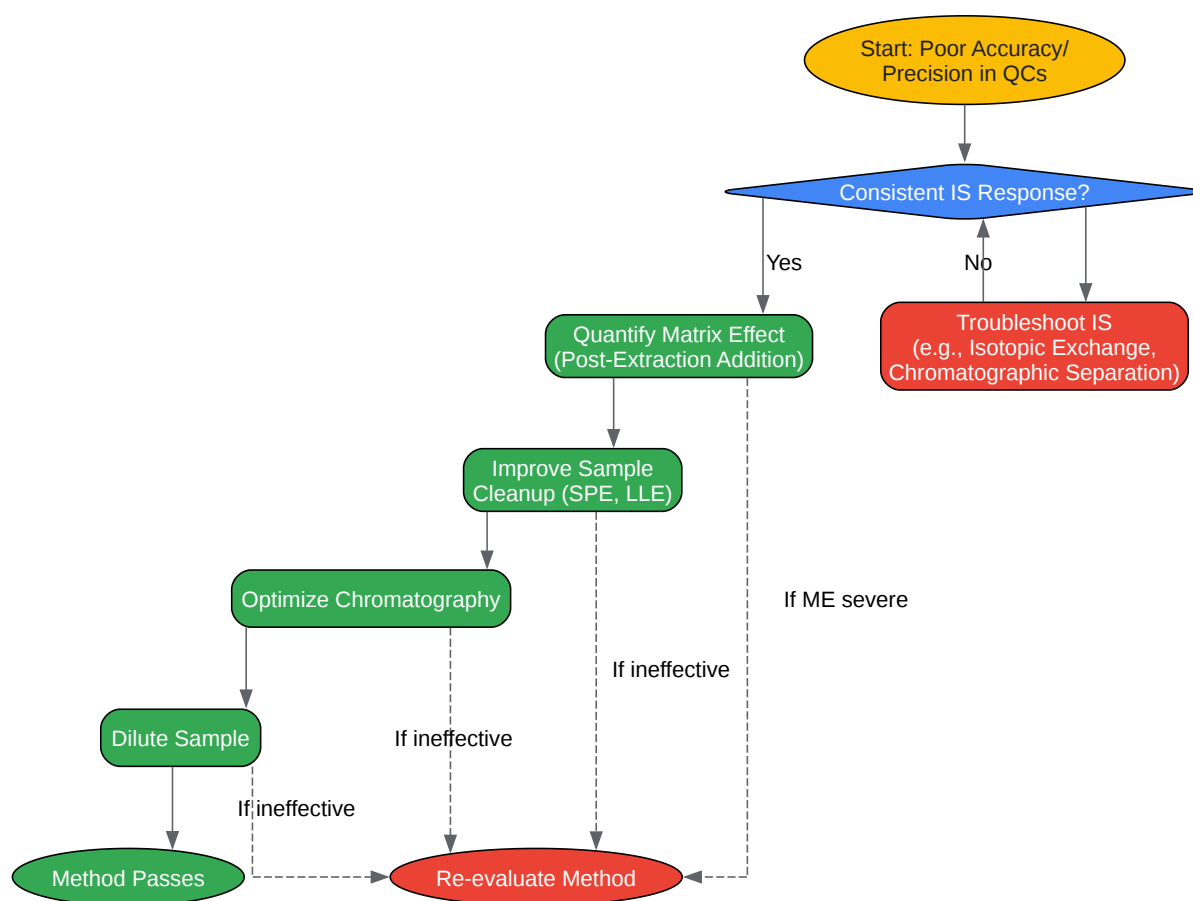 Start: Poor Accuracy/
Precision in QCs
Consistent IS Response?
Yes
No
Quantify Matrix Effect
(Post-Extraction Addition)
Troubleshoot IS
(e.g., Isotopic Exchange,
Chromatographic Separation)
Improve Sample
Cleanup (SPE, LLE)
Optimize Chromatography
If ME severe
If ineffective
Dilute Sample
If ineffective
If ineffective
Method Passes
Re-evaluate Method